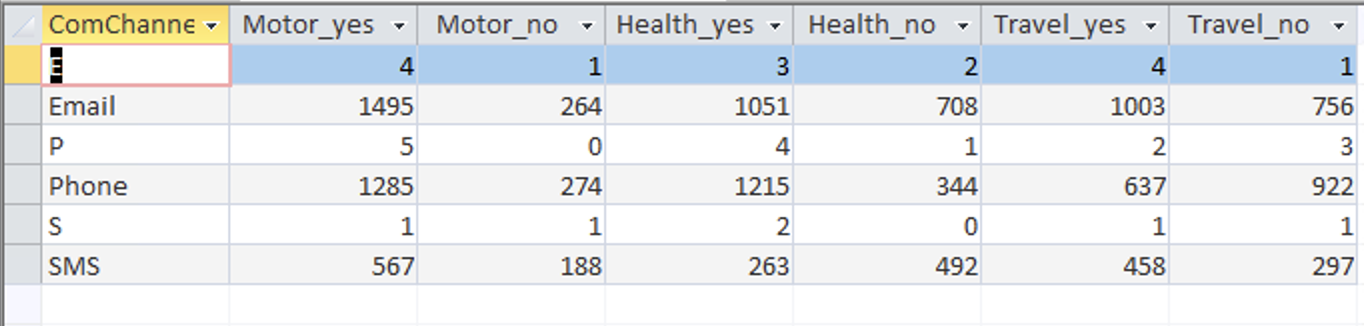 ComChanne Motor_yes Motor_no Health_yes Health_no Travel_yes Travel_no
E 4 1 3 2 4 1
Email 1495 264 1051 708 1003 756
P 5 0 4 1 2 3
Phone 1285 274 1215 344 637 922
S 1 1 2 0 1 1
SMS 567 188 263 492 458 297